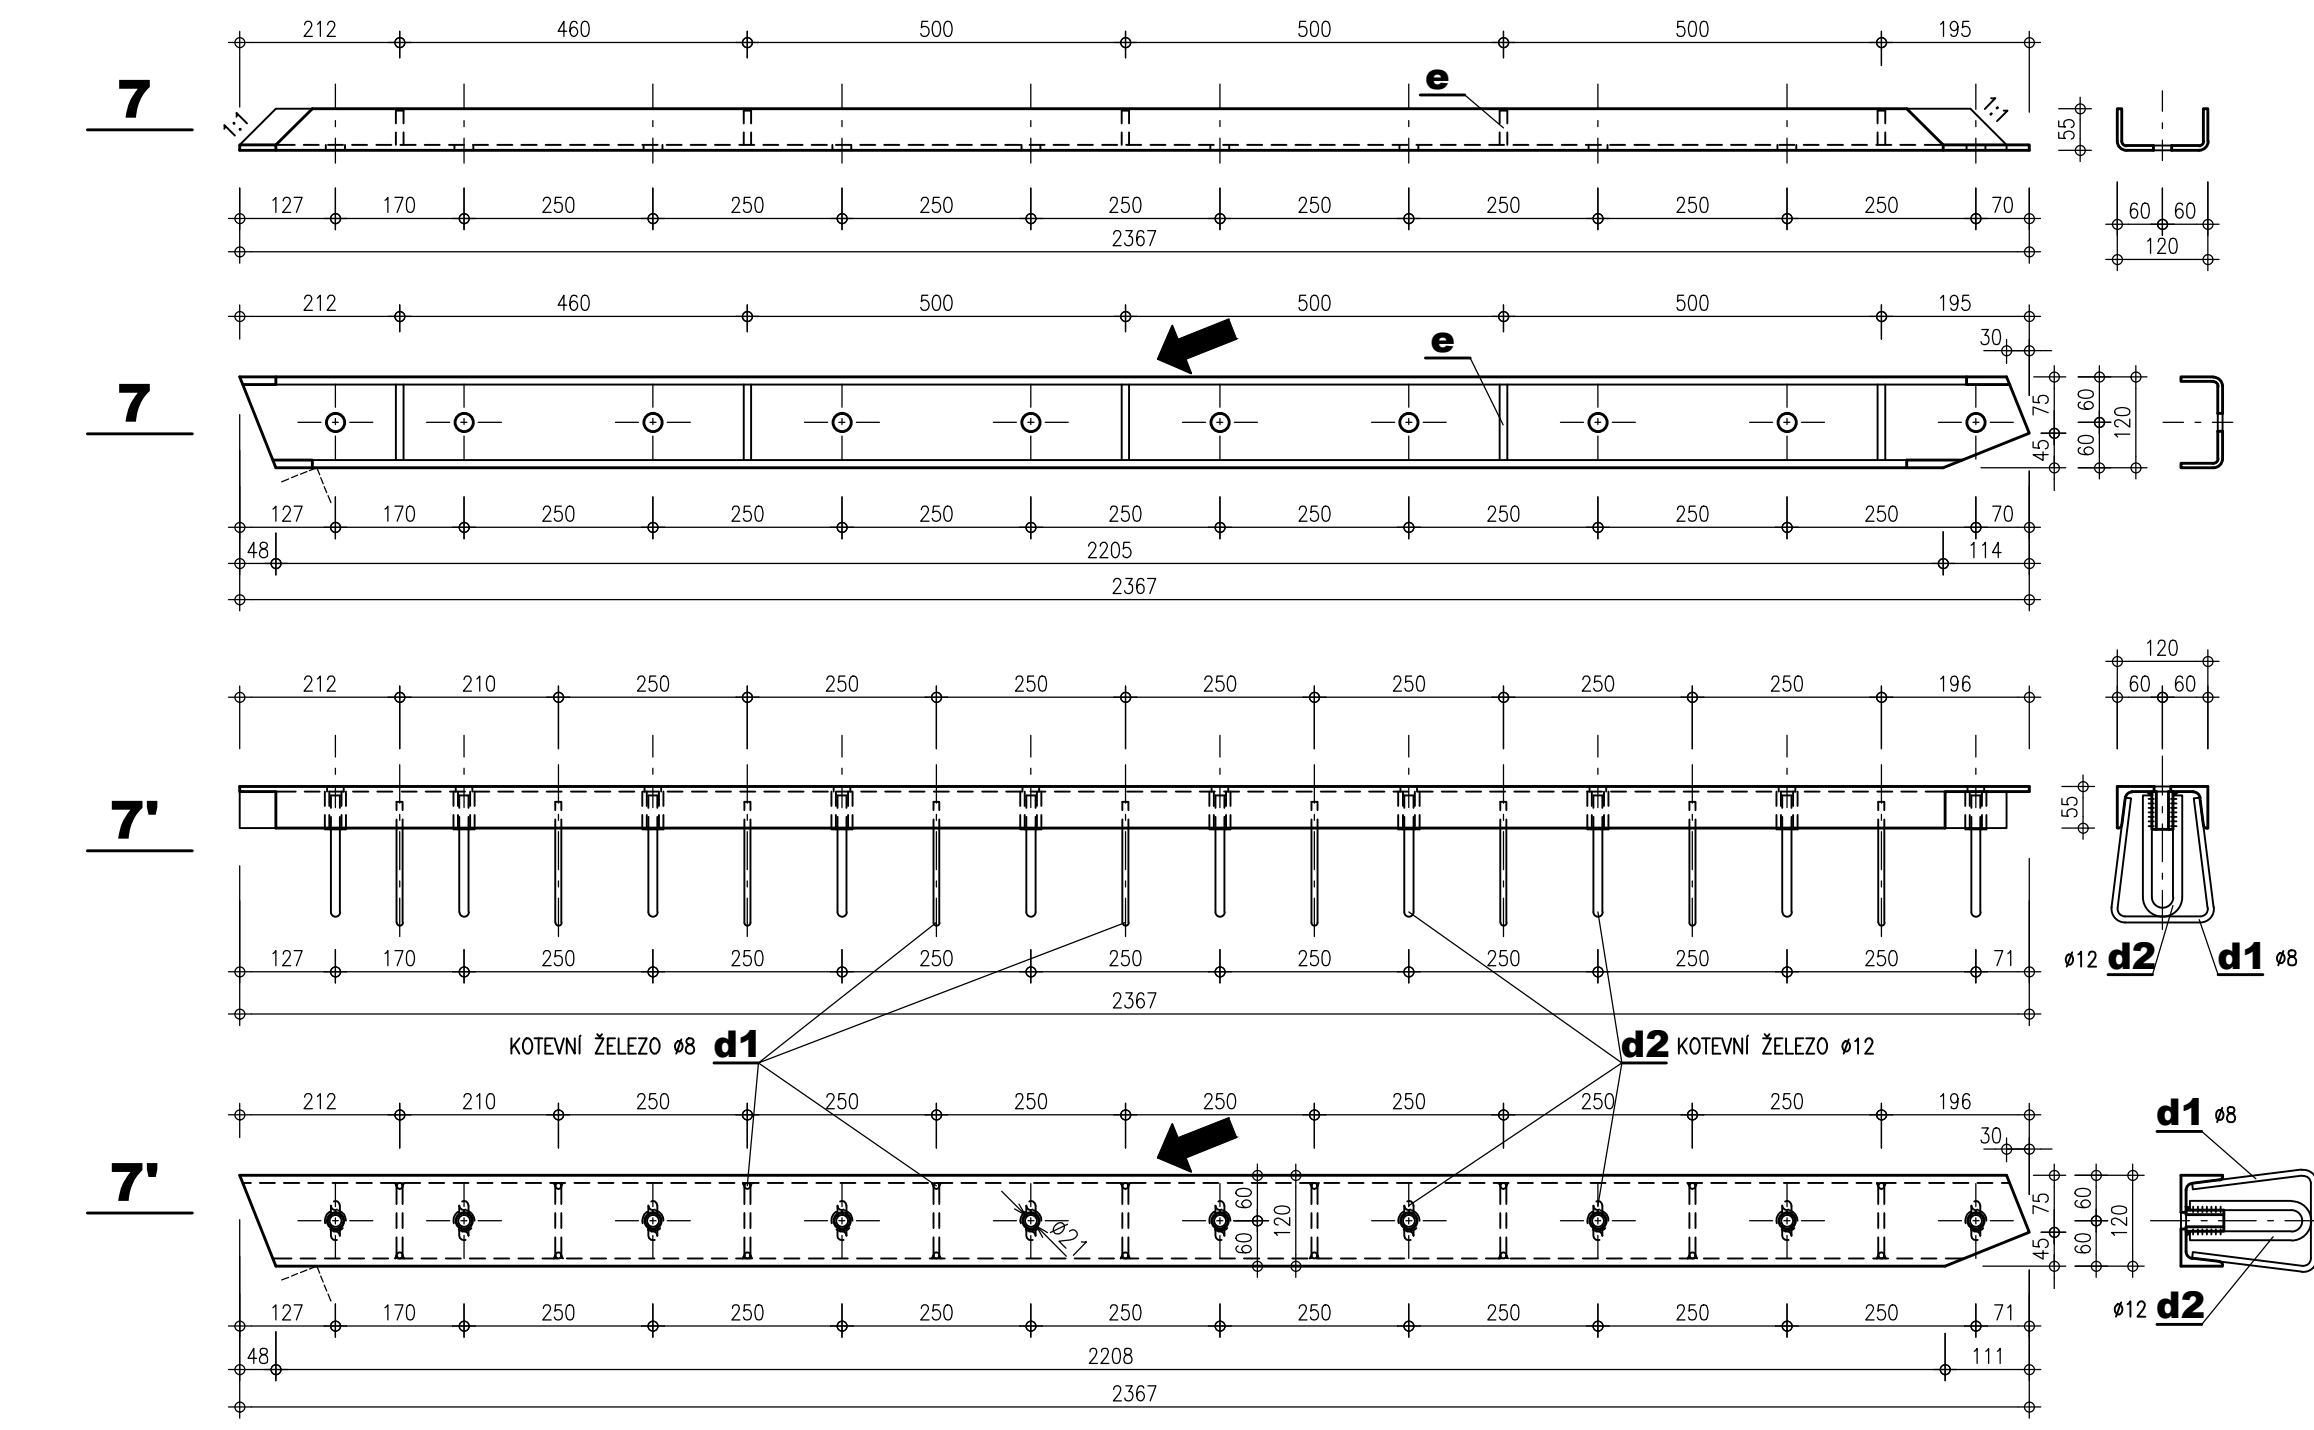 212 460 500 500 500 195
7 1:1 e 1:1 55
127 170 250 250 250 250 250 250 250 250 70 60 60
2367 120
212 460 500 500 500 195
30
7 e 75 45 60 60 120
127 170 250 250 250 250 250 250 250 250 70
48 2205 114
2367
120
212 210 250 250 250 250 250 250 250 250 196 60 60
7' 55
127 170 250 250 250 250 250 250 250 250 71 ø12 d2 d1 ø8
2367
KOTEVNÍ ŽELEZO ø8 d1 d2 KOTEVNÍ ŽELEZO ø12
212 210 250 250 250 250 250 250 250 250 196 d1 ø8
30
7' ø21 60 60 120 75 45 60 60 120
127 170 250 250 250 250 250 250 250 250 71 ø12 d2
48 2208 111
2367